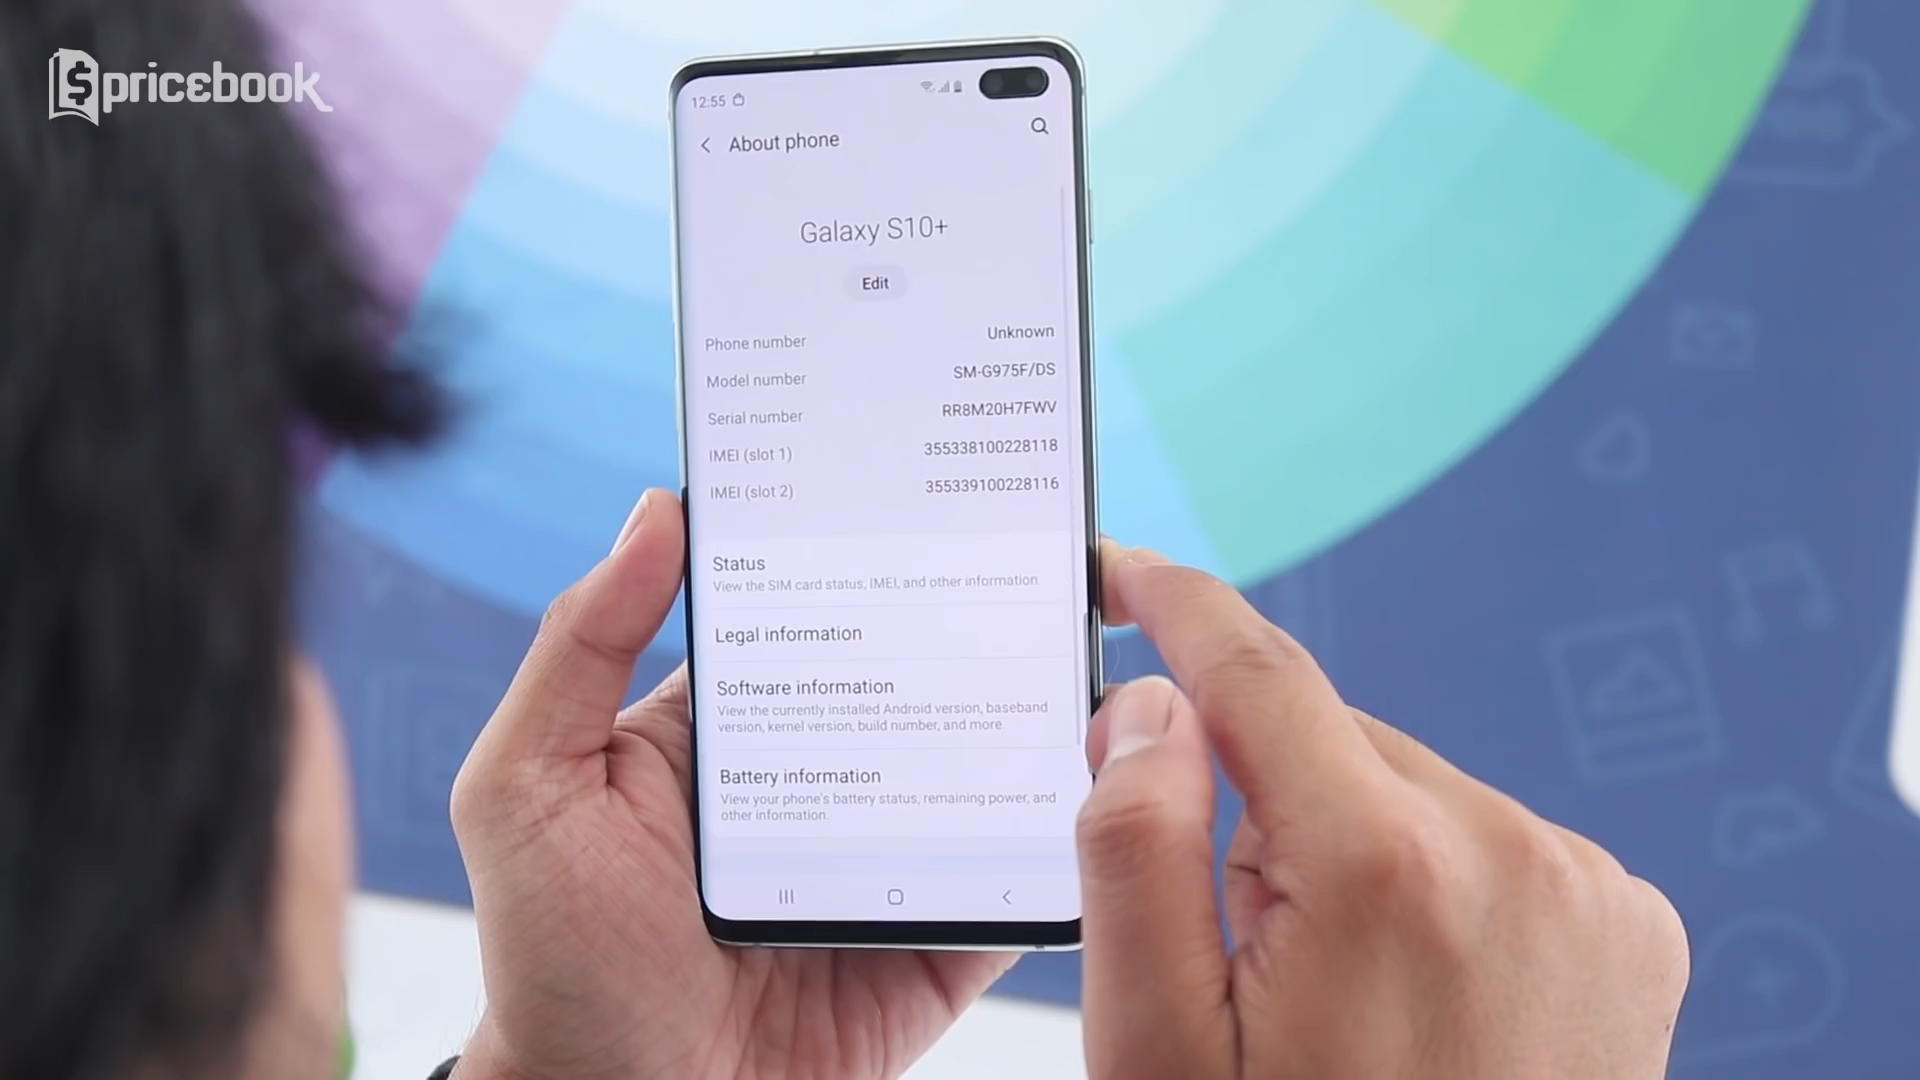 $pricebook
12:55
About phone
Galaxy S10+
Edit
Phone number Unknown
Model number SM-G975F/DS
Serial number RR8M20H7FWV
IMEI (slot 1) 355338100228118
IMEI (slot 2) 355339100228116
Status
View the SIM card status, IMEI, and other information.
Legal information
Software information
View the currently installed Android version, baseband
version, kernel version, build number, and more.
Battery information
View your phone's battery status, remaining power, and
other information.